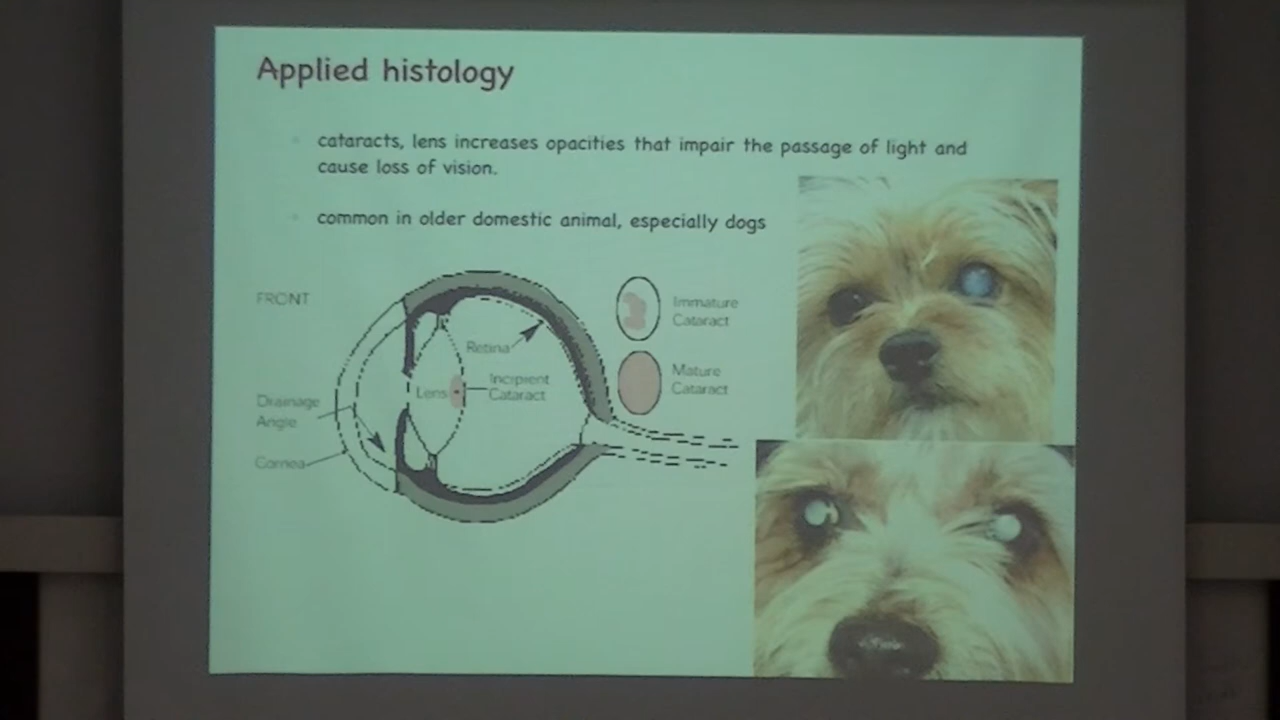 Applied histology
cataracts, lens increases opacities that impair the passage of light and
cause loss of vision.
common in older domestic animal, especially dogs
FRONT
Immature
Cataract
Retina
Mature
Cataract
Lens
Incipient
Cataract
Drainage
Angle
Cornea